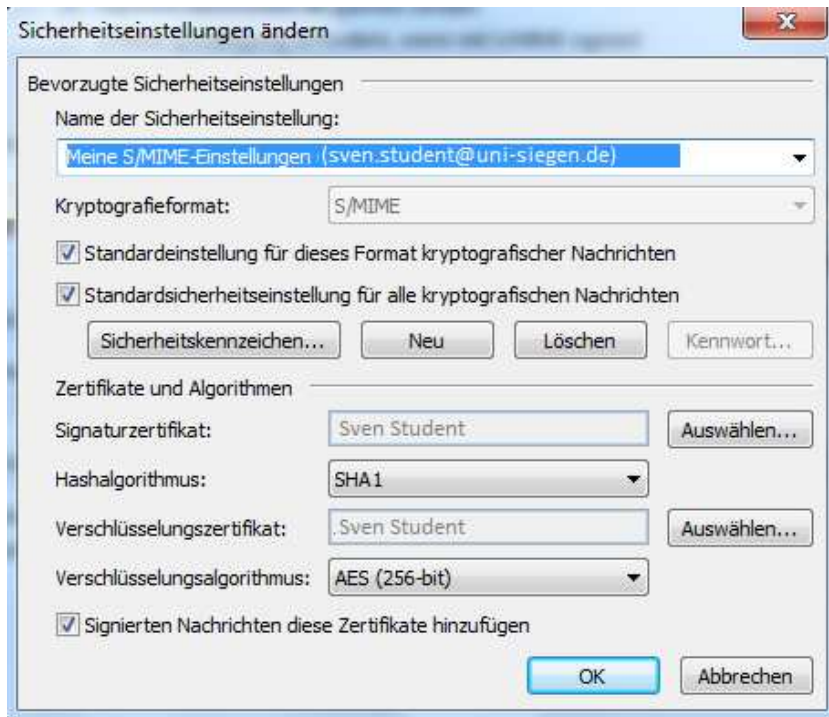 Sicherheitseinstellungen ändern
Bevorzugte Sicherheitseinstellungen
Name der Sicherheitseinstellung:
Meine S/MIME-Einstellungen (sven.student@uni-siegen.de)
Kryptografieformat: S/MIME
Standardeinstellung für dieses Format kryptografischer Nachrichten
Standardsicherheitseinstellung für alle kryptografischen Nachrichten
Sicherheitskennzeichen... Neu Löschen Kennwort...
Zertifikate und Algorithmen
Signaturzertifikat: Sven Student Auswählen...
Hashalgorithmus: SHA1
Verschlüsselungszertifikat: .Sven Student Auswählen...
Verschlüsselungsalgorithmus: AES (256-bit)
Signierten Nachrichten diese Zertifikate hinzufügen
OK Abbrechen